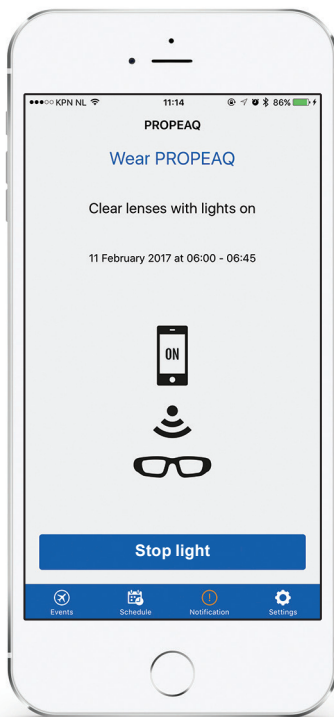 KPN NL 11:14 86%
PROPEAQ
Wear PROPEAQ
Clear lenses with lights on
11 February 2017 at 06:00 - 06:45
ON
Stop light
Events Schedule Notification Settings